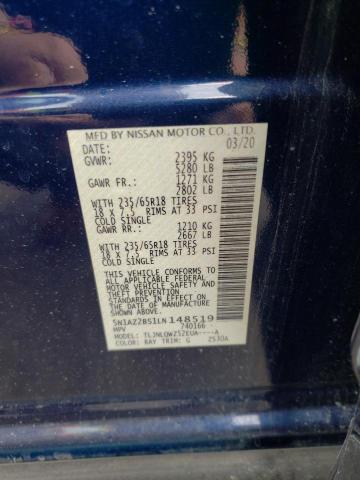 MFD BY NISSAN MOTOR CO., LTD.
DATE: 03/20
GVWR: 2395 KG
5280 LB
GAWR FR.: 1271 KG
2802 LB
WITH 235/65R18 TIRES
18 X 7.5 RIMS AT 33 PSI
COLD SINGLE
GAWR RR.: 1210 KG
2667 LB
WITH 235/65R18 TIRES
18 X 7.5 RIMS AT 33 PSI
COLD SINGLE
THIS VEHICLE CONFORMS TO ALL
APPLICABLE FEDERAL MOTOR
VEHICLE SAFETY STANDARDS IN
EFFECT ON THE DATE OF
MANUFACTURE SHOWN ABOVE.
5N1AZ2BS1LN148519
MPV 740166 -
MODEL:
COLOR: RAY TRIM: G 2530A